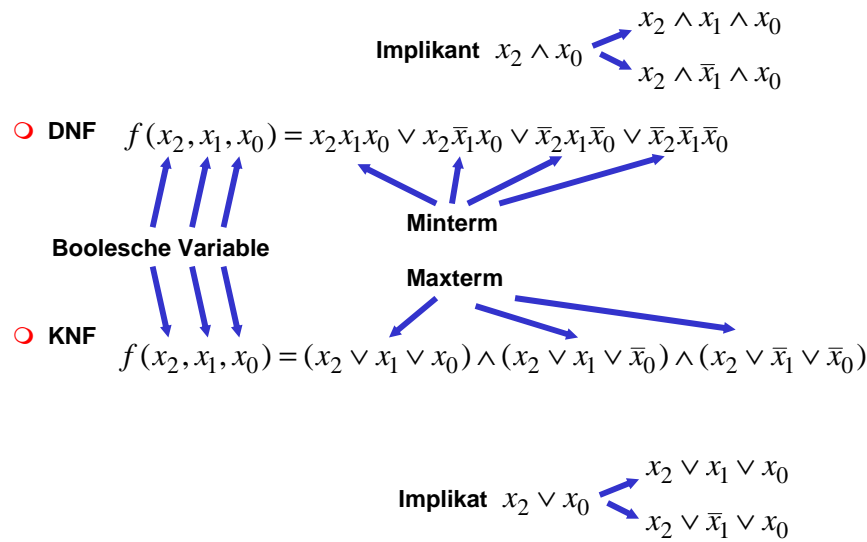 x₂ ∧ x₁ ∧ x₀
Implikant x₂ ∧ x₀
x₂ ∧ x̅₁ ∧ x₀
DNF f(x₂, x₁, x₀) = x₂x₁x₀ ∨ x₂x̅₁x₀ ∨ x̅₂x₁x̅₀ ∨ x̅₂x̅₁x̅₀
Minterm
Boolesche Variable
Maxterm
KNF f(x₂, x₁, x₀) = (x₂ ∨ x₁ ∨ x₀) ∧ (x₂ ∨ x₁ ∨ x̅₀) ∧ (x₂ ∨ x̅₁ ∨ x̅₀)
x₂ ∨ x₁ ∨ x₀
Implikat x₂ ∨ x₀
x₂ ∨ x̅₁ ∨ x₀